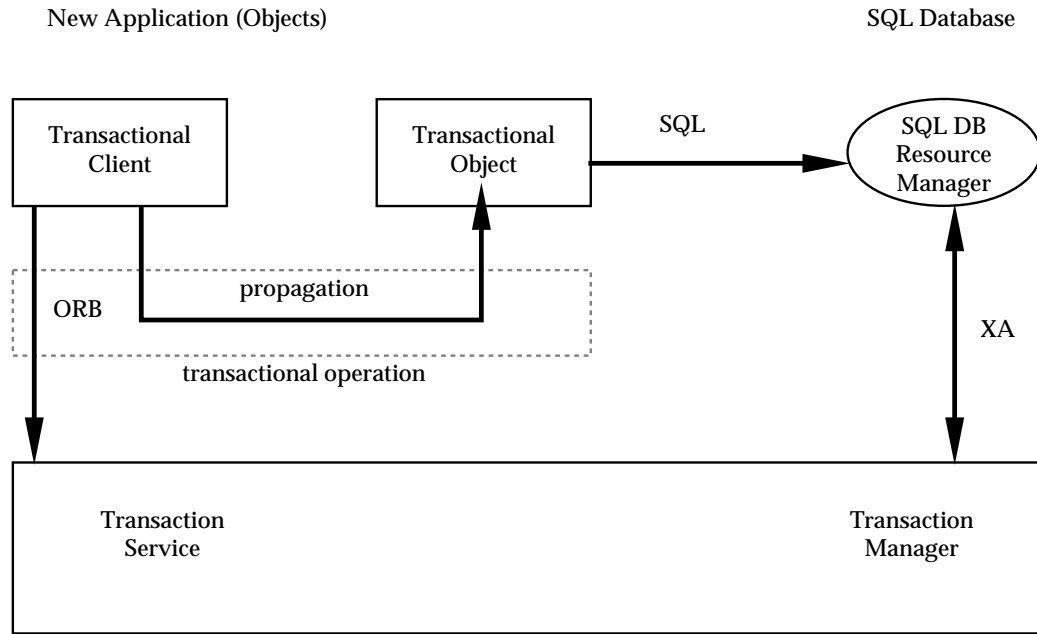 New Application (Objects)
SQL Database
Transactional
Client
Transactional
Object
SQL
SQL DB
Resource
Manager
propagation
ORB
XA
transactional operation
Transaction
Service
Transaction
Manager